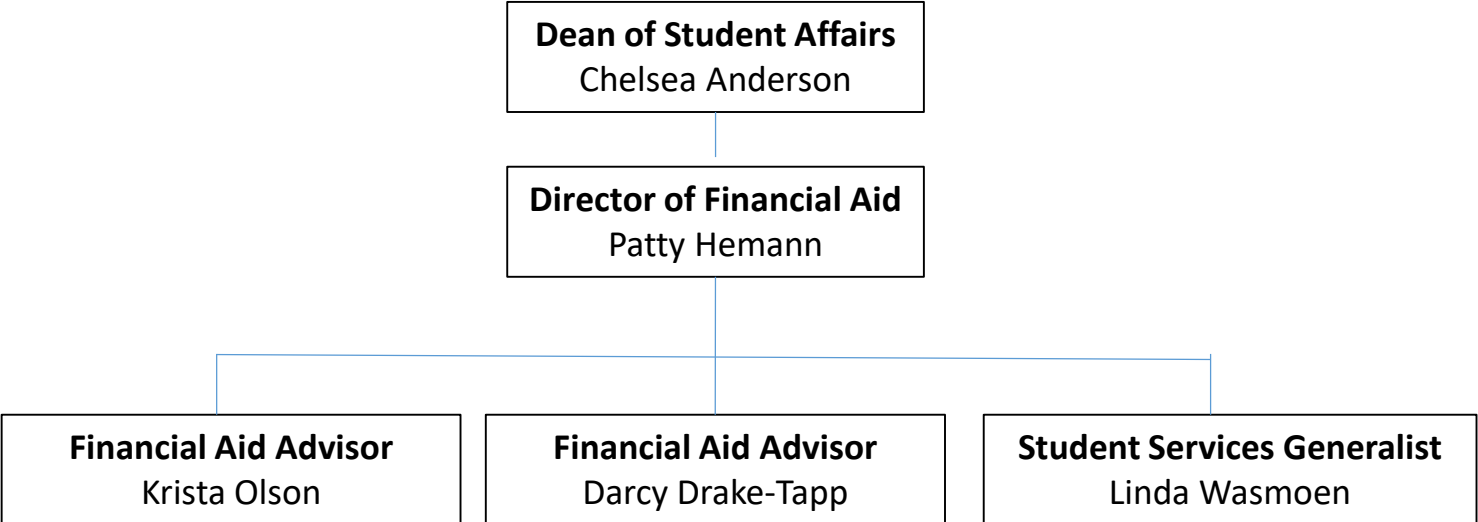 Dean of Student Affairs
Chelsea Anderson
Director of Financial Aid
Patty Hemann
Financial Aid Advisor
Krista Olson
Financial Aid Advisor
Darcy Drake-Tapp
Student Services Generalist
Linda Wasmoen